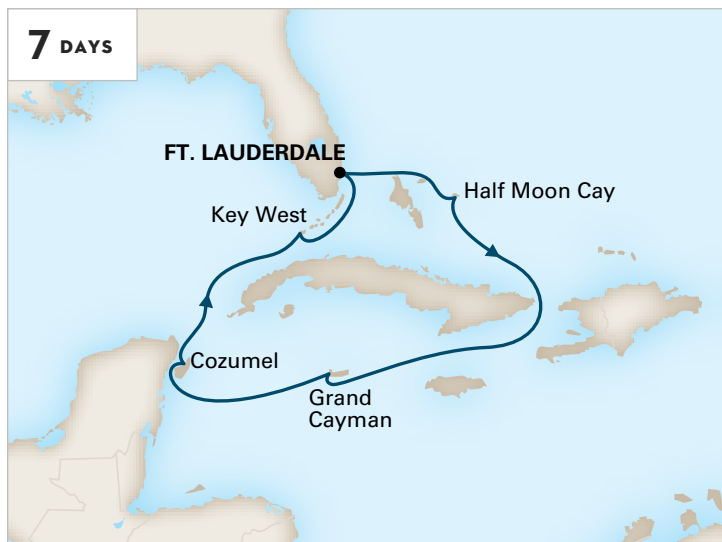 7 DAYS
FT. LAUDERDALE
Half Moon Cay
Key West
Cozumel
Grand
Cayman